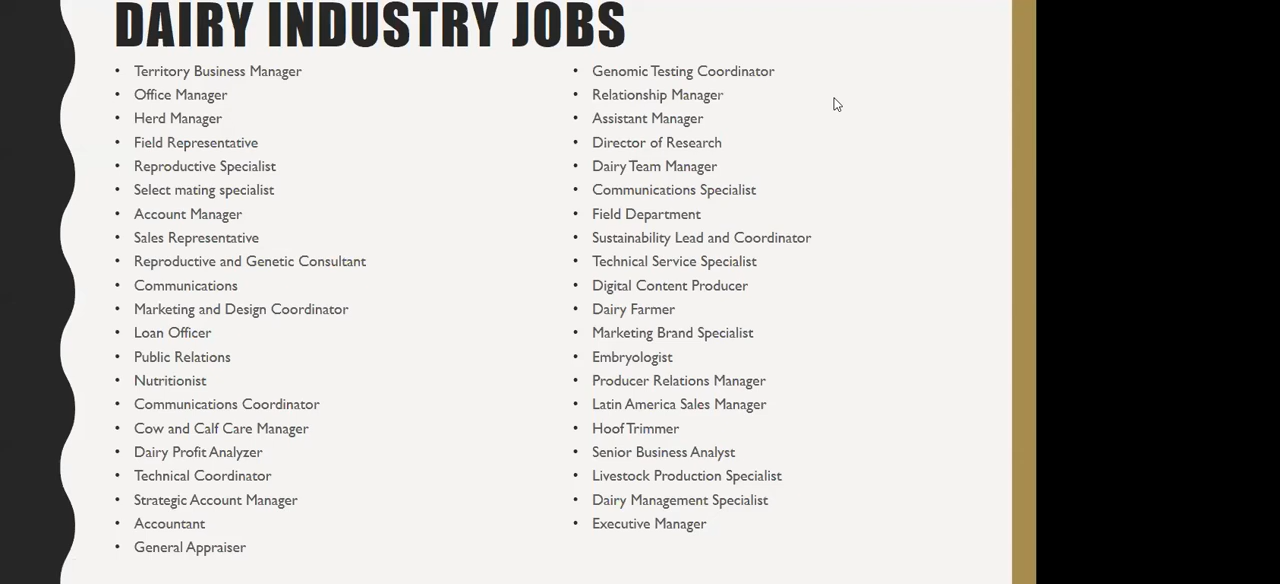 DAIRY INDUSTRY JOBS
• Territory Business Manager
• Office Manager
• Herd Manager
• Field Representative
• Reproductive Specialist
• Select mating specialist
• Account Manager
• Sales Representative
• Reproductive and Genetic Consultant
• Communications
• Marketing and Design Coordinator
• Loan Officer
• Public Relations
• Nutritionist
• Communications Coordinator
• Cow and Calf Care Manager
• Dairy Profit Analyzer
• Technical Coordinator
• Strategic Account Manager
• Accountant
• General Appraiser
• Genomic Testing Coordinator
• Relationship Manager
• Assistant Manager
• Director of Research
• Dairy Team Manager
• Communications Specialist
• Field Department
• Sustainability Lead and Coordinator
• Technical Service Specialist
• Digital Content Producer
• Dairy Farmer
• Marketing Brand Specialist
• Embryologist
• Producer Relations Manager
• Latin America Sales Manager
• Hoof Trimmer
• Senior Business Analyst
• Livestock Production Specialist
• Dairy Management Specialist
• Executive Manager